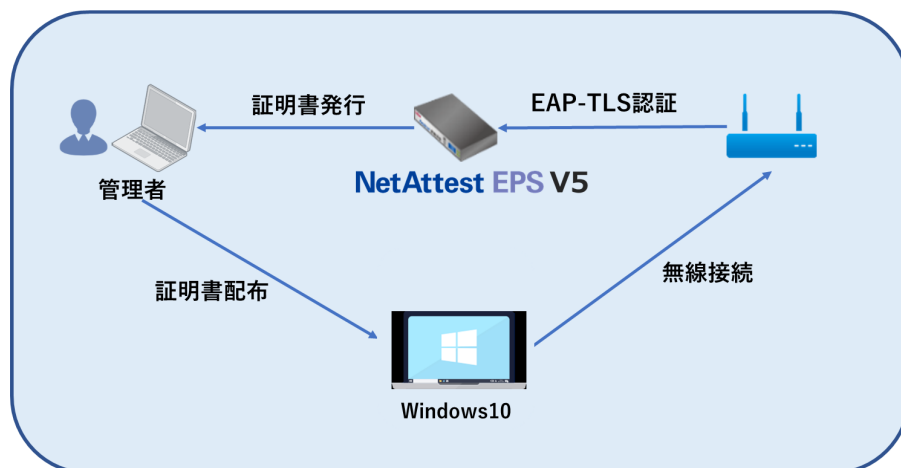 証明書発行
EAP-TLS認証
管理者
NetAttest EPS V5
証明書配布
無線接続
Windows10